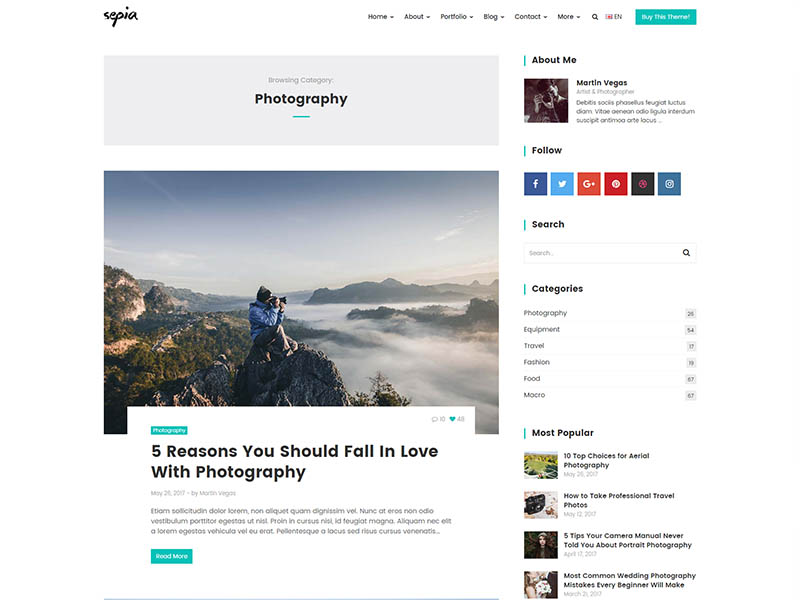 sepia
Home About Portfolio Blog Contact More EN Buy This Theme!
Browsing Category:
Photography
10 48
Photography
5 Reasons You Should Fall In Love
With Photography
May 26, 2017 - by Martin Vegas
Etiam sollicitudin dolor lorem, non aliquet quam dignissim vel. Nunc at eros non odio
vestibulum porttitor egestas ut nisl. Proin in cursus nisi, id feugiat magna. Aliquam nec elit
a lorem egestas vehicula vel eu erat. Pellentesque a lacus sed risus cursus venenatis...
Read More
About Me
Martin Vegas
Artist & Photographer
Debitis sociis phasellus feugiat luctus
diam. Vitae aenean odio ligula interdum
suscipit antimoa arte lacus ...
Follow
Search
Search...
Categories
Photography 26
Equipment 54
Travel 17
Fashion 19
Food 67
Macro 67
Most Popular
10 Top Choices for Aerial
Photography
May 26, 2017
How to Take Professional Travel
Photos
May 12, 2017
5 Tips Your Camera Manual Never
Told You About Portrait Photography
April 17, 2017
Most Common Wedding Photography
Mistakes Every Beginner Will Make
March 21, 2017